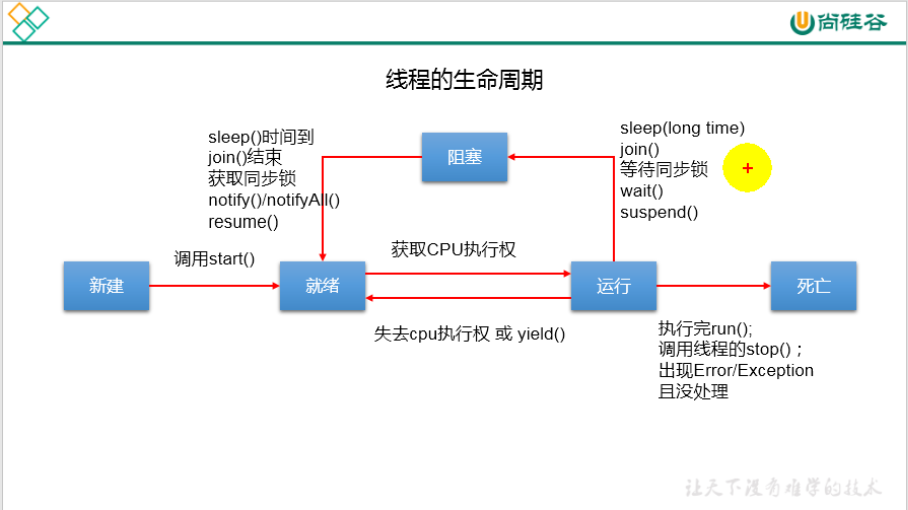 尚硅谷
线程的生命周期
sleep()时间到
join()结束
获取同步锁
notify()/notifyAll()
resume()
阻塞
sleep(long time)
join()
等待同步锁
wait()
suspend()
调用start()
获取CPU执行权
新建
就绪
运行
死亡
失去cpu执行权 或 yield()
执行完run();
调用线程的stop()；
出现Error/Exception
且没处理
让天下没有难学的技术